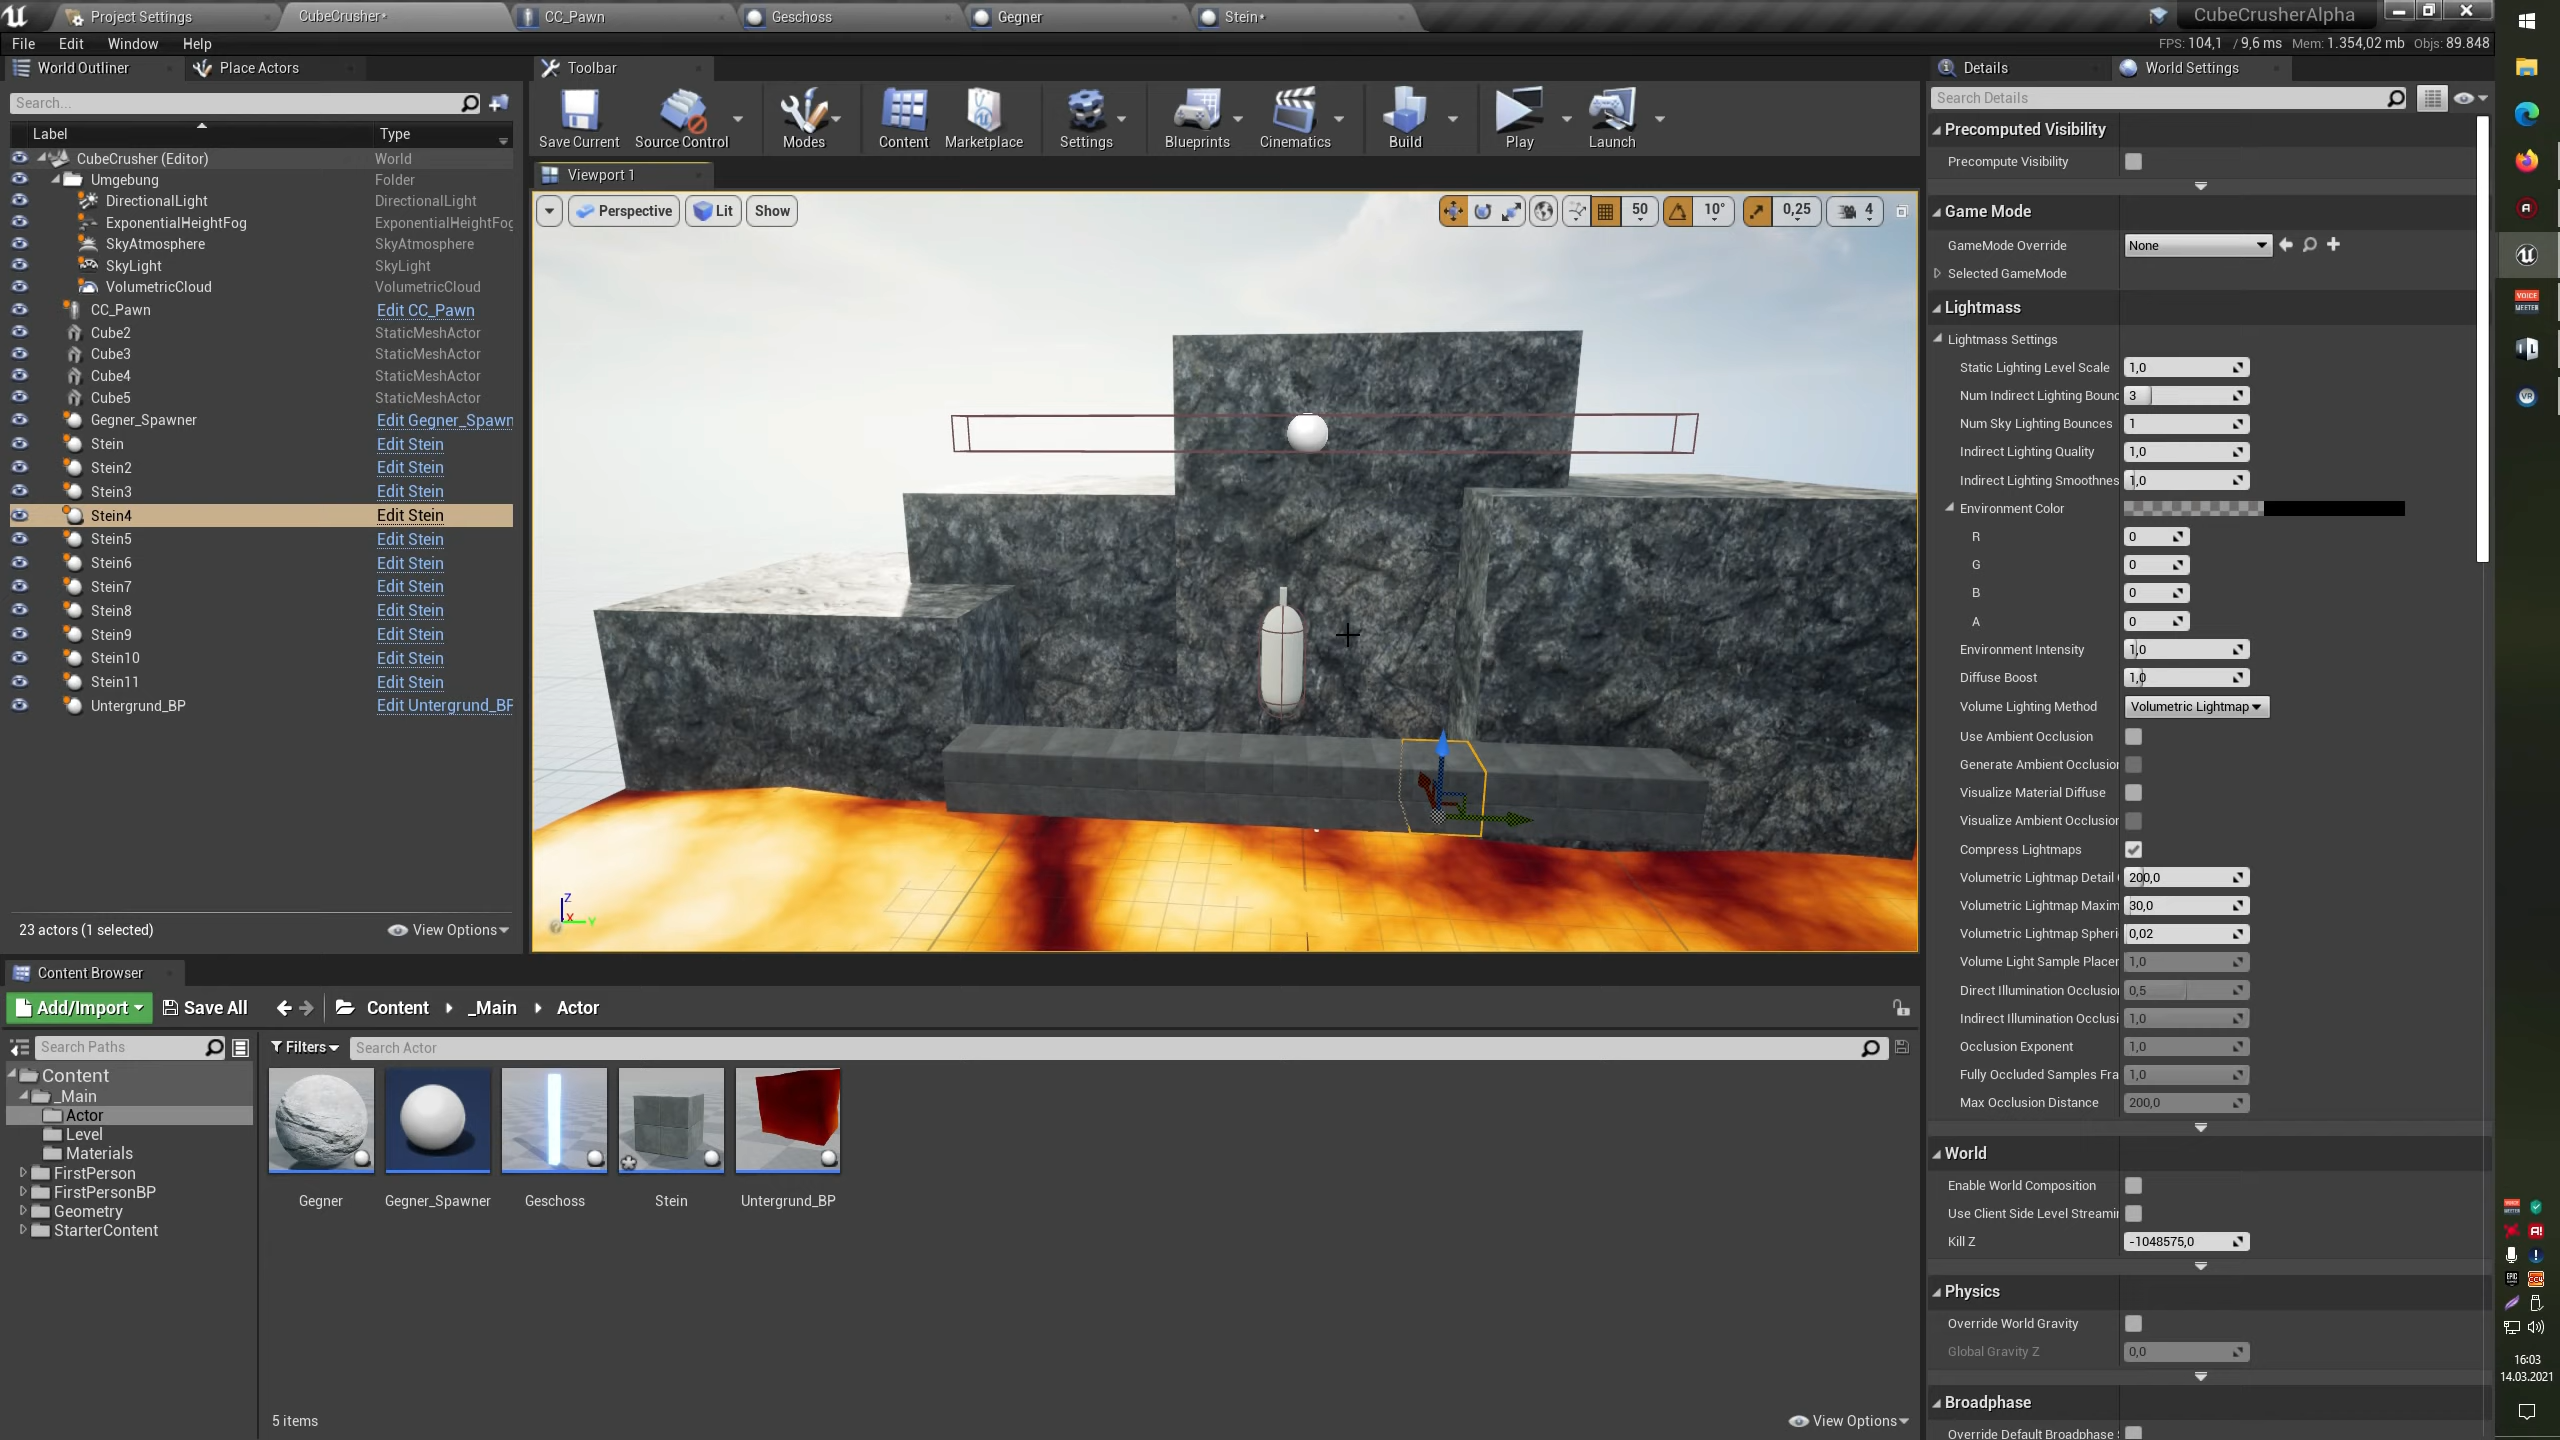 Project Settings
CubeCrusher*
CC_Pawn
Geschoss
Gegner
Stein*
CubeCrusherAlpha
File
Edit
Window
Help
FPS: 104,1 / 9,6 ms Mem: 1.354,02 mb Objs: 89.848
World Outliner
Place Actors
Search...
Label
Type
CubeCrusher (Editor) World
Umgebung Folder
DirectionalLight DirectionalLight
ExponentialHeightFog ExponentialHeightFog
SkyAtmosphere SkyAtmosphere
SkyLight SkyLight
VolumetricCloud VolumetricCloud
CC_Pawn Edit CC_Pawn
Cube2 StaticMeshActor
Cube3 StaticMeshActor
Cube4 StaticMeshActor
Cube5 StaticMeshActor
Gegner_Spawner Edit Gegner_Spawn
Stein Edit Stein
Stein2 Edit Stein
Stein3 Edit Stein
Stein4 Edit Stein
Stein5 Edit Stein
Stein6 Edit Stein
Stein7 Edit Stein
Stein8 Edit Stein
Stein9 Edit Stein
Stein10 Edit Stein
Stein11 Edit Stein
Untergrund_BP Edit Untergrund_BP
23 actors (1 selected)
View Options
Toolbar
Save Current
Source Control
Modes
Content
Marketplace
Settings
Blueprints
Cinematics
Build
Play
Launch
Viewport 1
Perspective
Lit
Show
50
10°
0,25
4
Z
X
Y
Details
World Settings
Search Details
Precomputed Visibility
Precompute Visibility
Game Mode
GameMode Override None
Selected GameMode
Lightmass
Lightmass Settings
Static Lighting Level Scale 1,0
Num Indirect Lighting Bounc 3
Num Sky Lighting Bounces 1
Indirect Lighting Quality 1,0
Indirect Lighting Smoothnes 1,0
Environment Color
R 0
G 0
B 0
A 0
Environment Intensity 1,0
Diffuse Boost 1,0
Volume Lighting Method Volumetric Lightmap
Use Ambient Occlusion
Generate Ambient Occlusion
Visualize Material Diffuse
Visualize Ambient Occlusion
Compress Lightmaps
Volumetric Lightmap Detail 200,0
Volumetric Lightmap Maxim 30,0
Volumetric Lightmap Spheri 0,02
Volume Light Sample Placer 1,0
Direct Illumination Occlusio 0,5
Indirect Illumination Occlusi 1,0
Occlusion Exponent 1,0
Fully Occluded Samples Fra 1,0
Max Occlusion Distance 200,0
World
Enable World Composition
Use Client Side Level Streamin
Kill Z -1048575,0
Physics
Override World Gravity
Global Gravity Z 0,0
Broadphase
Override Default Broadphase
Content Browser
Add/Import
Save All
Content
_Main
Actor
Search Paths
Filters
Search Actor
Content
_Main
Actor
Level
Materials
FirstPerson
FirstPersonBP
Geometry
StarterContent
Gegner
Gegner_Spawner
Geschoss
Stein
Untergrund_BP
5 items
View Options
VOICE
MEETER
16:03
14.03.2021